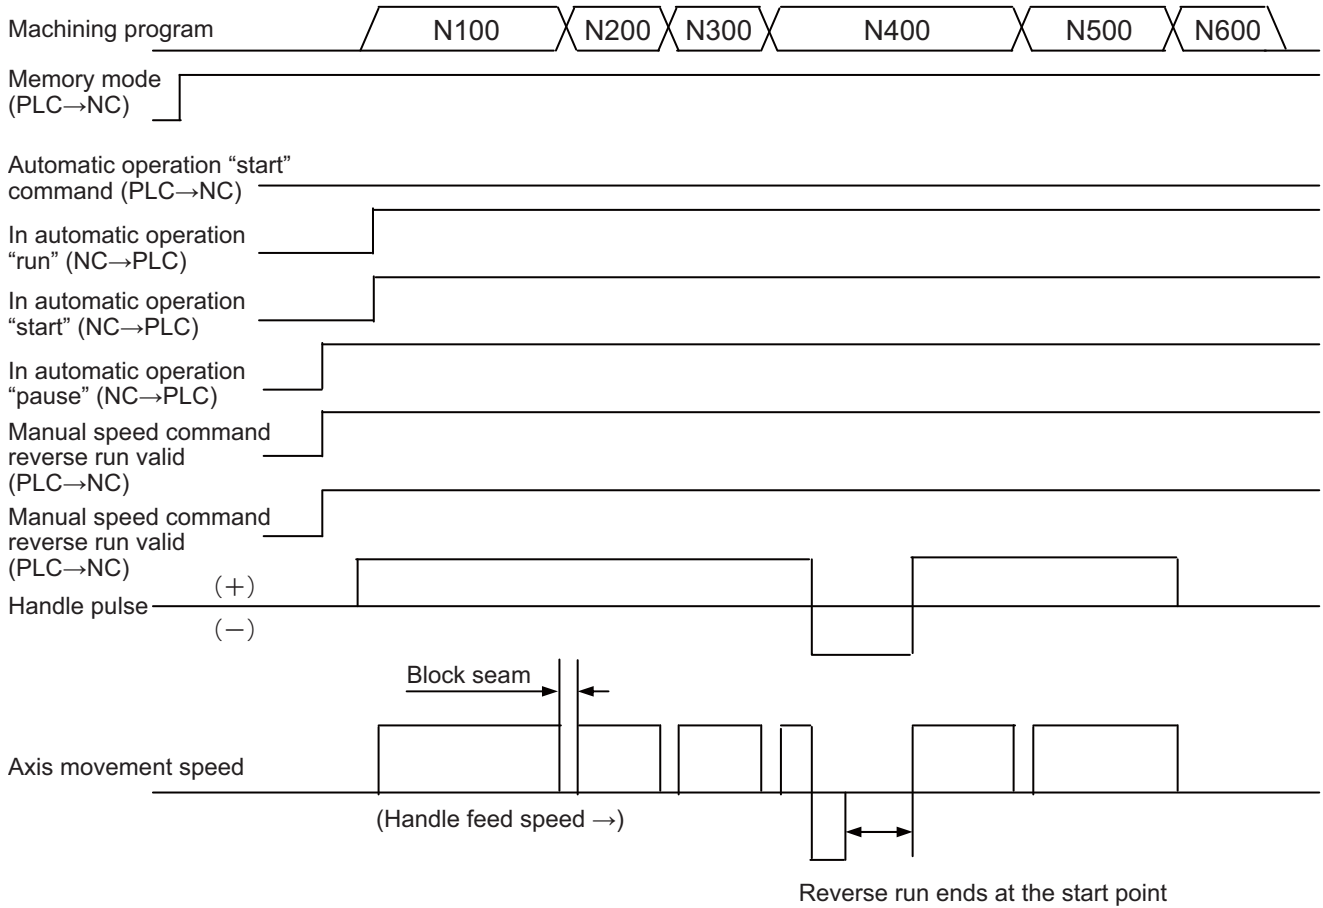 Machining program
N100 N200 N300 N400 N500 N600
Memory mode
(PLC→NC)
Automatic operation “start”
command (PLC→NC)
In automatic operation
“run” (NC→PLC)
In automatic operation
“start” (NC→PLC)
In automatic operation
“pause” (NC→PLC)
Manual speed command
reverse run valid
(PLC→NC)
Manual speed command
reverse run valid
(PLC→NC)
(+)
Handle pulse
(−)
Block seam
Axis movement speed
(Handle feed speed →)
Reverse run ends at the start point